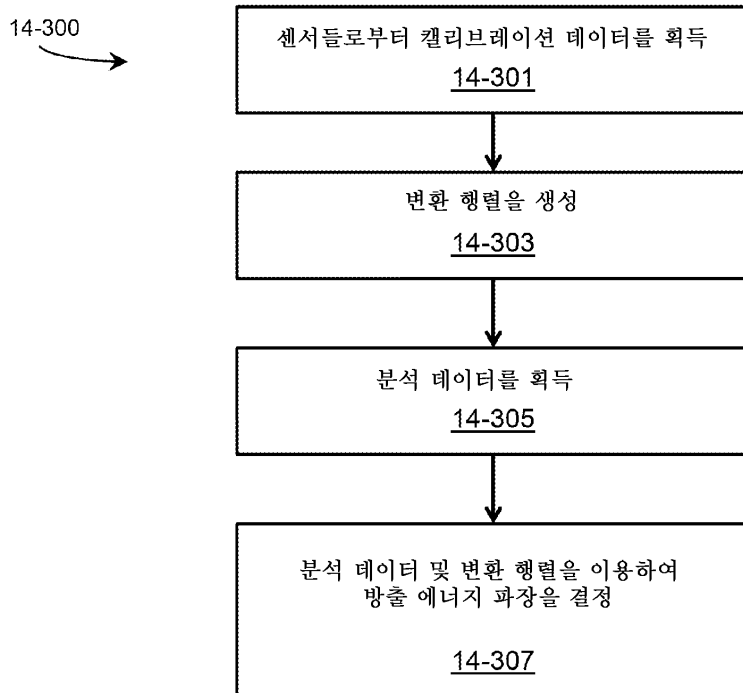 14-300
센서들로부터 캘리브레이션 데이터를 획득
14-301
변환 행렬을 생성
14-303
분석 데이터를 획득
14-305
분석 데이터 및 변환 행렬을 이용하여
방출 에너지 파장을 결정
14-307